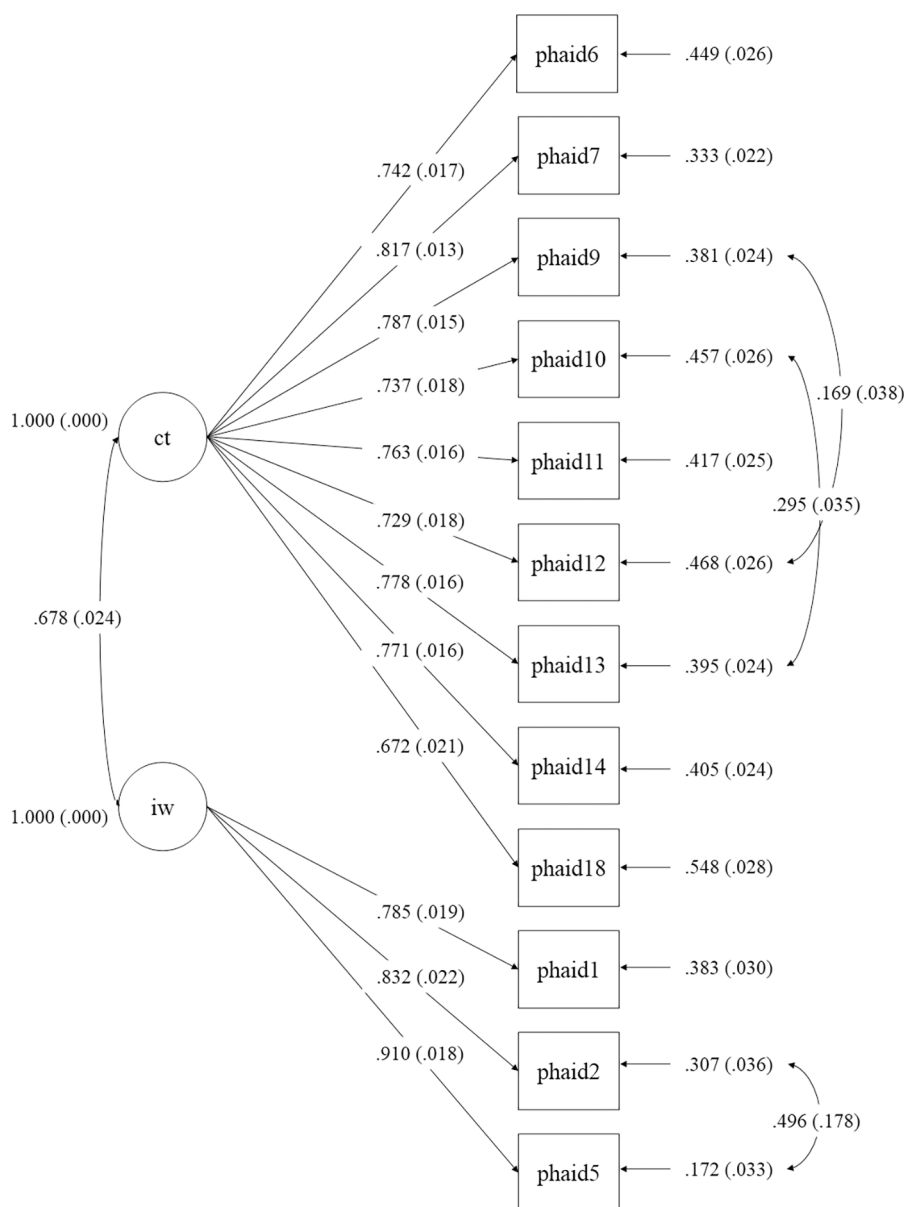 phaid6
.449 (.026)
phaid7
.333 (.022)
.742 (.017)
.817 (.013)
phaid9
.381 (.024)
.787 (.015)
phaid10
.457 (.026)
.737 (.018)
.169 (.038)
1.000 (.000)
ct
.763 (.016)
phaid11
.417 (.025)
.295 (.035)
.729 (.018)
phaid12
.468 (.026)
.778 (.016)
.678 (.024)
.771 (.016)
phaid13
.395 (.024)
.672 (.021)
phaid14
.405 (.024)
1.000 (.000)
iw
phaid18
.548 (.028)
.785 (.019)
phaid1
.383 (.030)
.832 (.022)
.910 (.018)
phaid2
.307 (.036)
.496 (.178)
phaid5
.172 (.033)